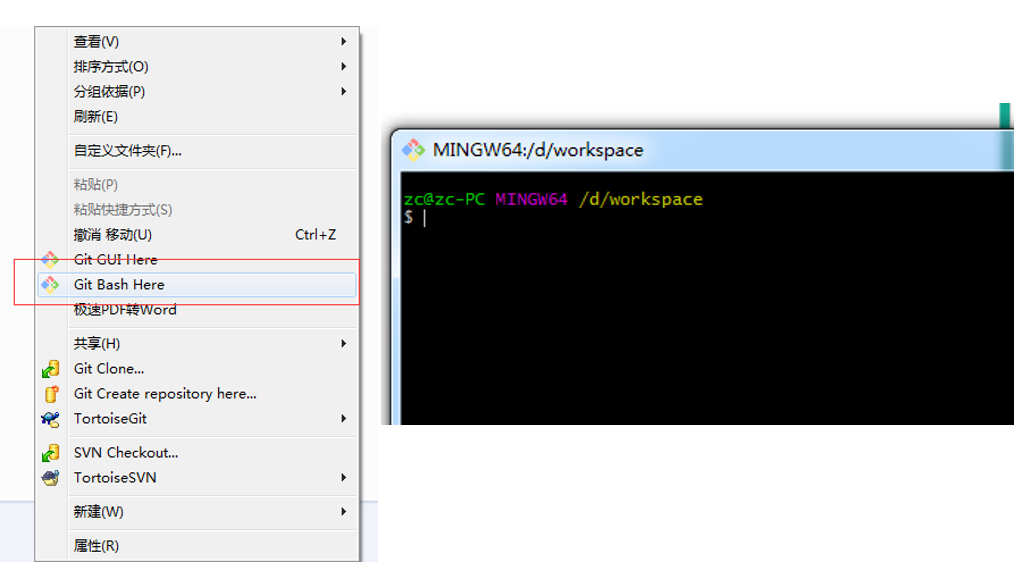 查看(V)
排序方式(O)
分组依据(P)
刷新(E)
自定义文件夹(F)...
粘贴(P)
粘贴快捷方式(S)
撤消 移动(U) Ctrl+Z
Git GUI Here
Git Bash Here
极速PDF转Word
共享(H)
Git Clone...
Git Create repository here...
TortoiseGit
SVN Checkout...
TortoiseSVN
新建(W)
属性(R)
MINGW64:/d/workspace
zc@zc-PC MINGW64 /d/workspace
$